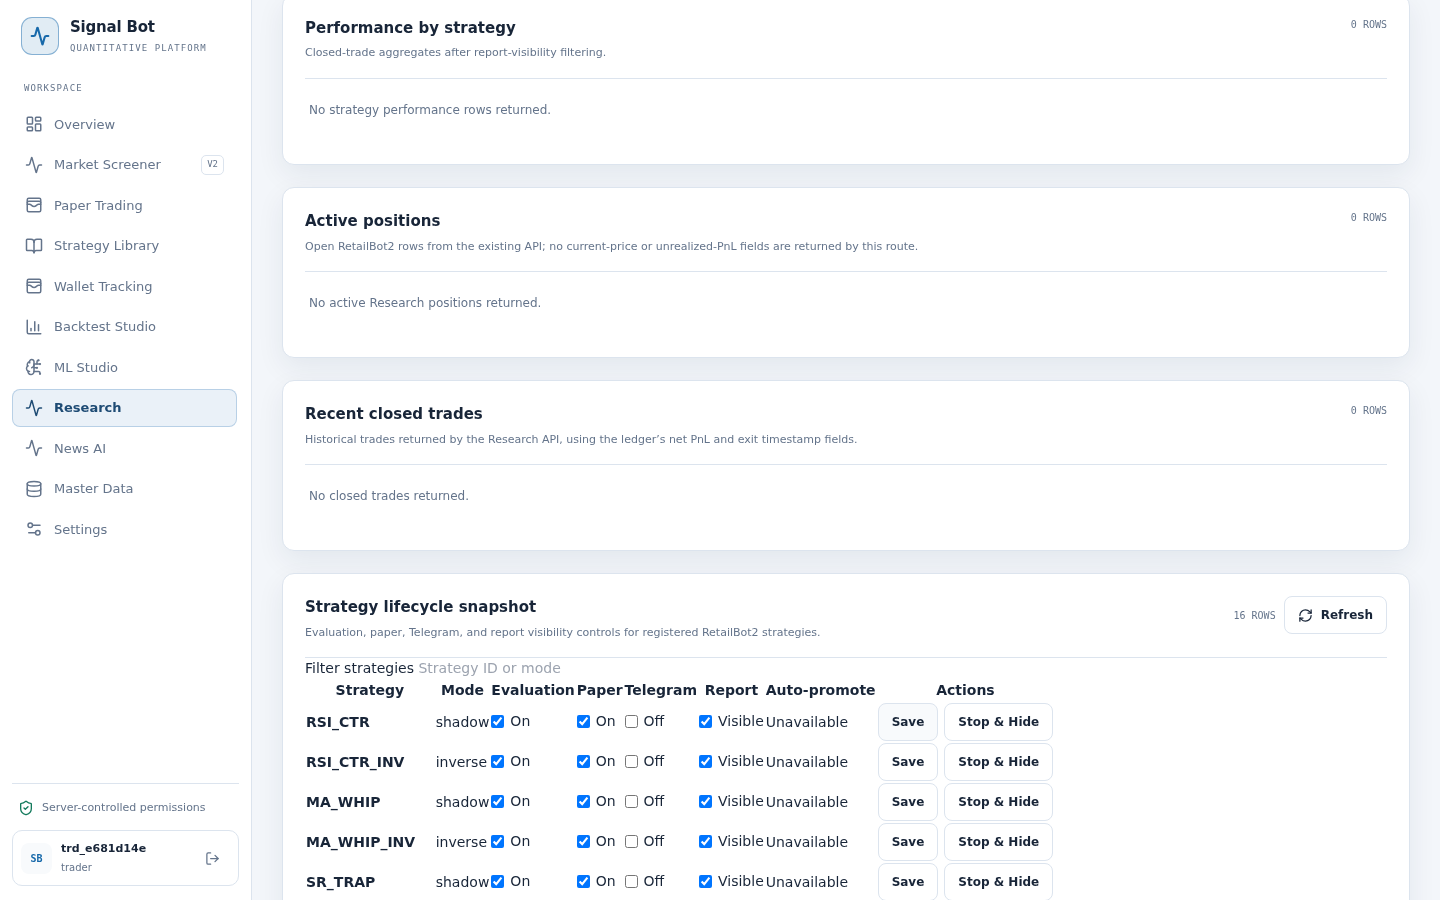 Signal Bot
QUANTITATIVE PLATFORM
WORKSPACE
Overview
Market Screener V2
Paper Trading
Strategy Library
Wallet Tracking
Backtest Studio
ML Studio
Research
News AI
Master Data
Settings
Server-controlled permissions
SB trd_e681d14e
trader
Performance by strategy 0 ROWS
Closed-trade aggregates after report-visibility filtering.
No strategy performance rows returned.
Active positions 0 ROWS
Open RetailBot2 rows from the existing API; no current-price or unrealized-PnL fields are returned by this route.
No active Research positions returned.
Recent closed trades 0 ROWS
Historical trades returned by the Research API, using the ledger’s net PnL and exit timestamp fields.
No closed trades returned.
Strategy lifecycle snapshot 16 ROWS Refresh
Evaluation, paper, Telegram, and report visibility controls for registered RetailBot2 strategies.
Filter strategies Strategy ID or mode
Strategy Mode Evaluation Paper Telegram Report Auto-promote Actions
RSI_CTR shadow On On Off Visible Unavailable Save Stop & Hide
RSI_CTR_INV inverse On On Off Visible Unavailable Save Stop & Hide
MA_WHIP shadow On On Off Visible Unavailable Save Stop & Hide
MA_WHIP_INV inverse On On Off Visible Unavailable Save Stop & Hide
SR_TRAP shadow On On Off Visible Unavailable Save Stop & Hide